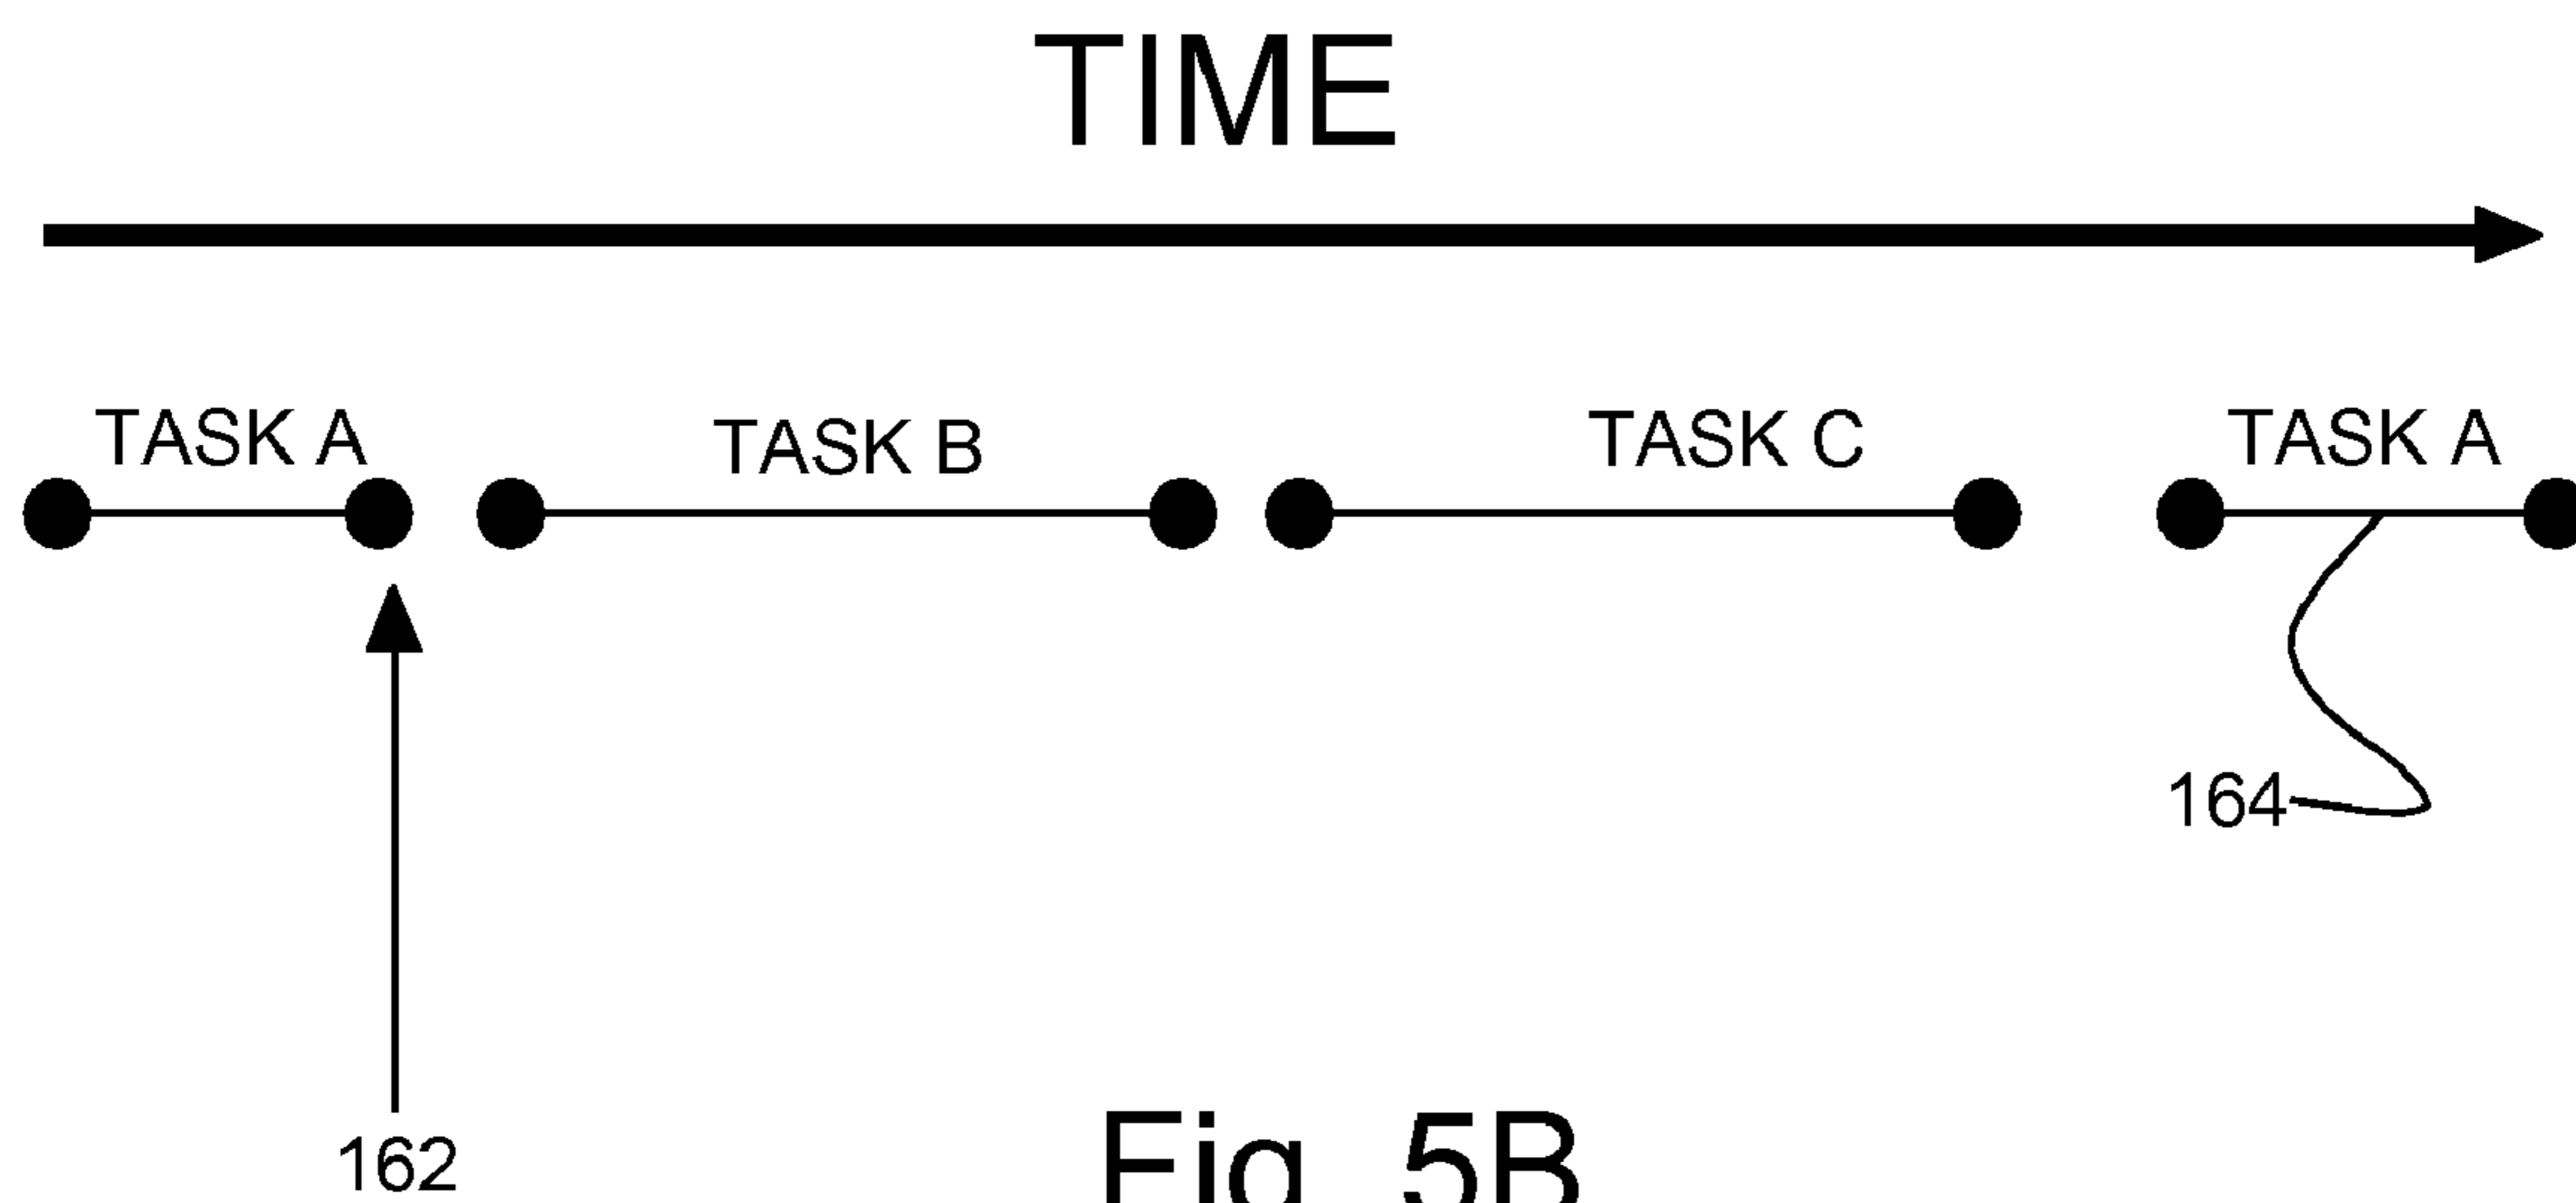 TIME
TASK A TASK B TASK C TASK A
164
162
Fig. 5B